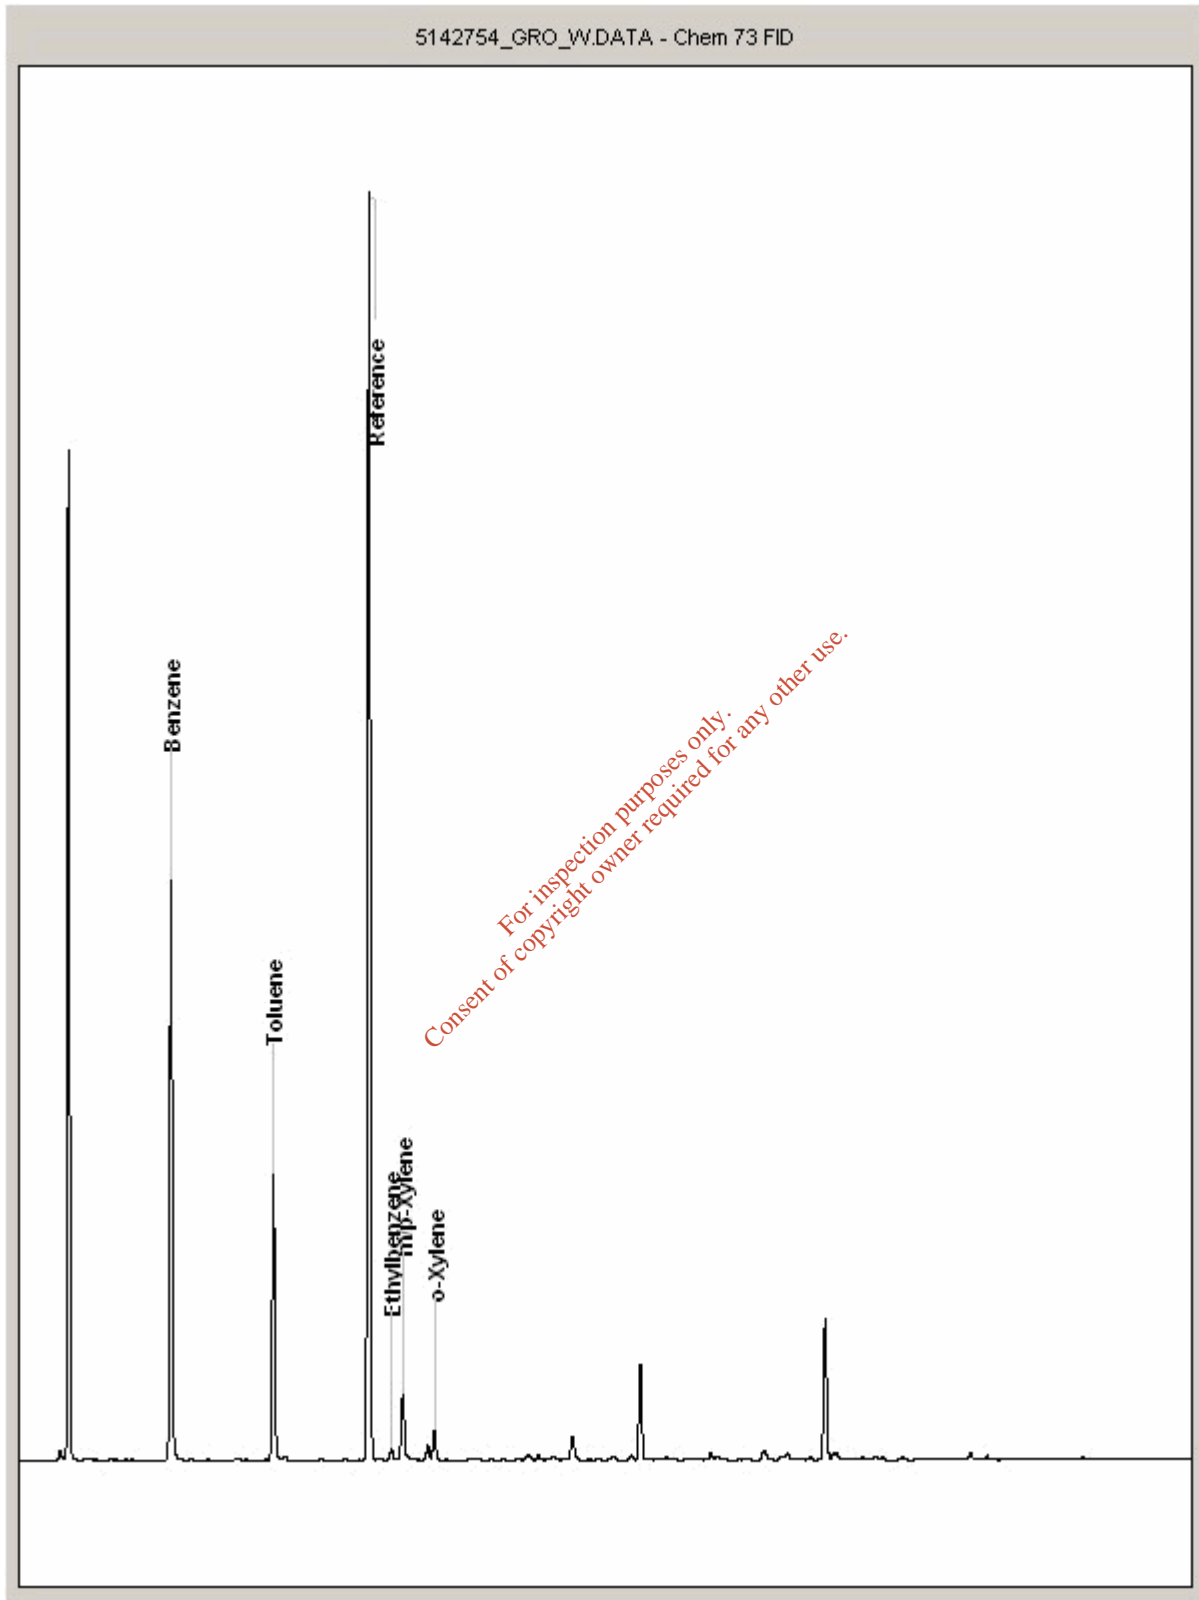 5142754_GRO_W.DATA - Chem 73 FID
Reference
Benzene
Toluene
Ethylbenzene
m/p-Xylene
o-Xylene
For inspection purposes only.
Consent of copyright owner required for any other use.